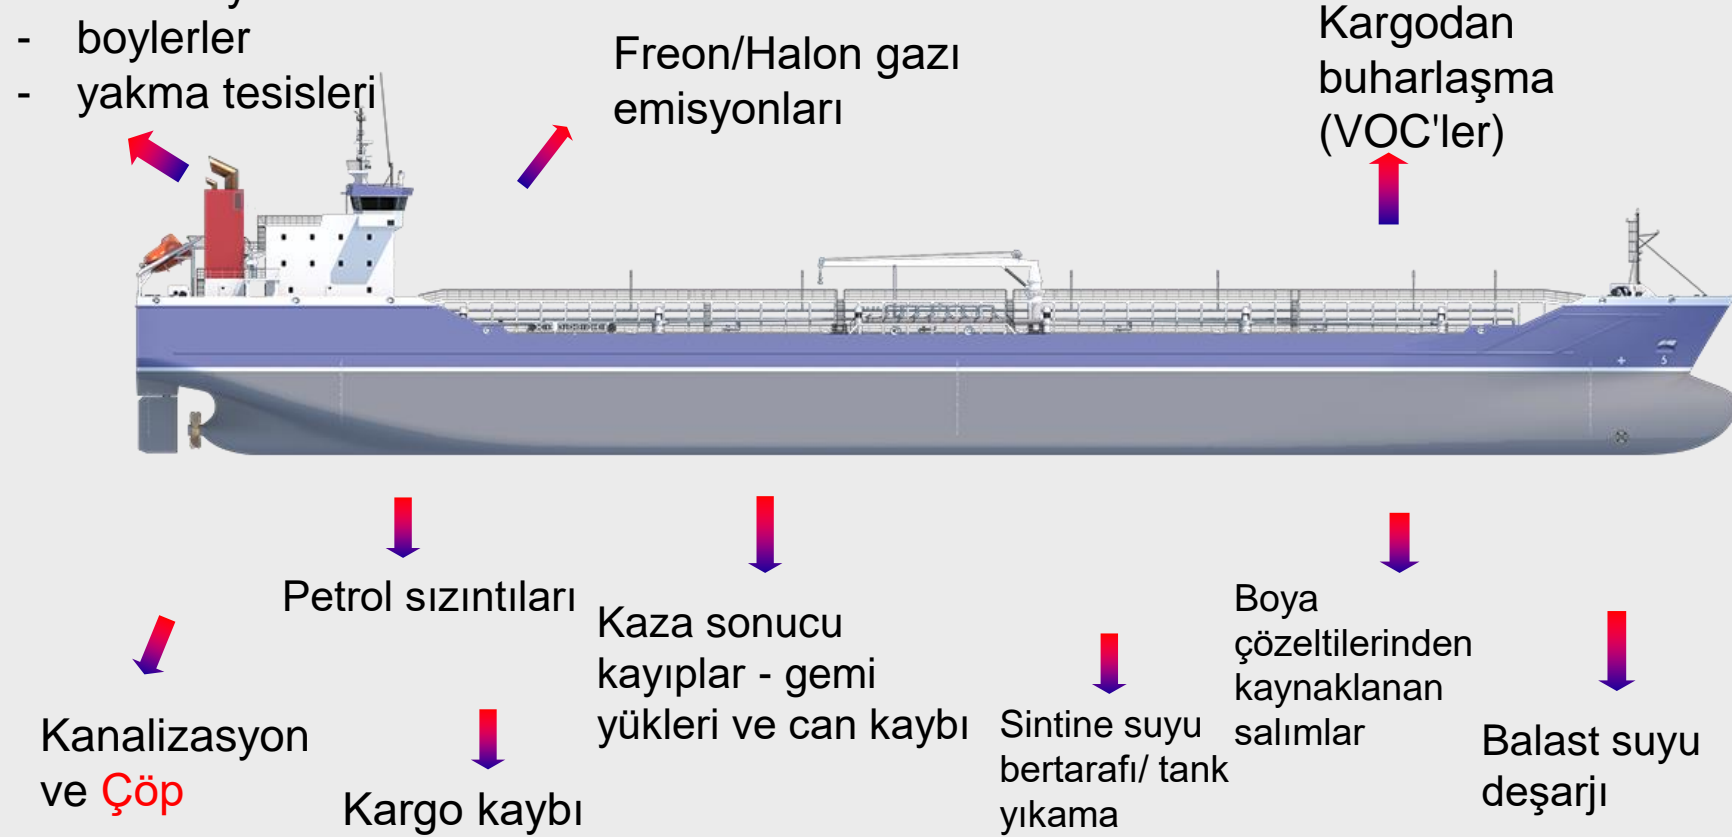 - boylerler
- yakma tesisleri
Freon/Halon gazı
emisyonları
Kargodan
buharlaşma
(VOC'ler)
Petrol sızıntıları
Kanalizasyon
ve Çöp
Kargo kaybı
Kaza sonucu
kayıplar - gemi
yükleri ve can kaybı
Sintine suyu
bertarafı/ tank
yıkama
Boya
çözeltilerinden
kaynaklanan
salımlar
Balast suyu
deşarjı